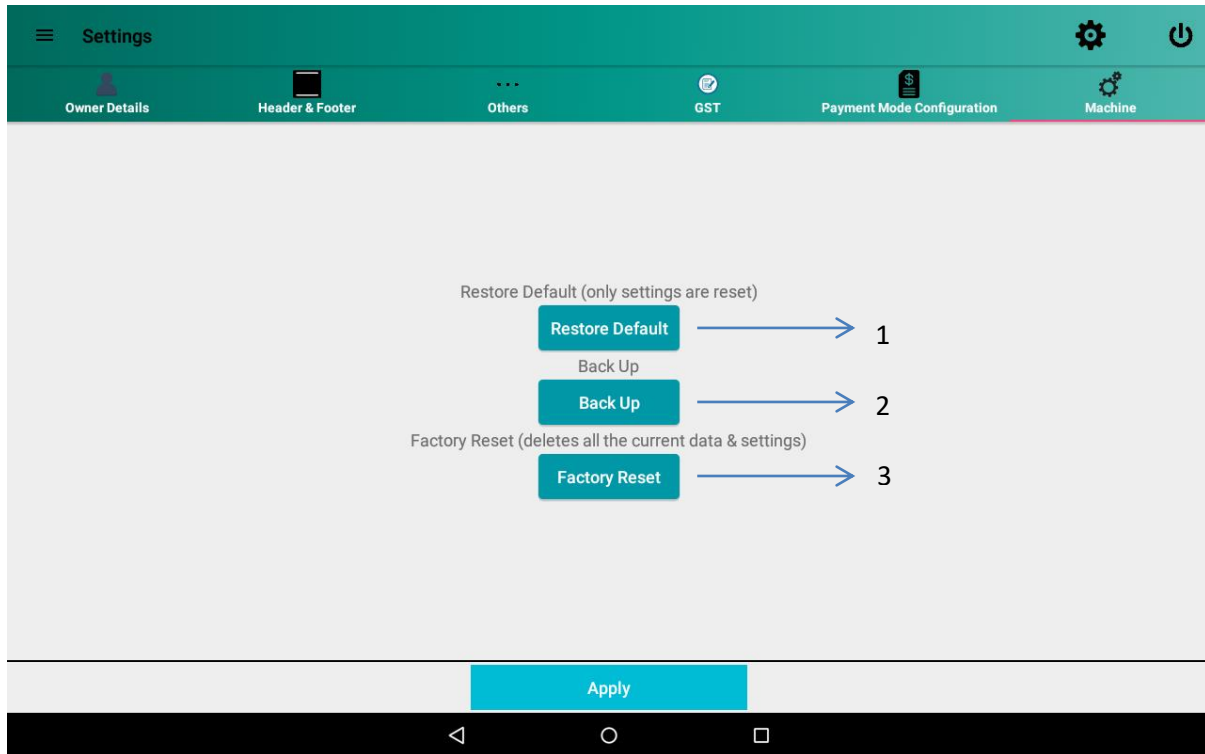 Settings
Owner Details Header & Footer Others GST Payment Mode Configuration Machine
Restore Default (only settings are reset)
Restore Default 1
Back Up
Back Up 2
Factory Reset (deletes all the current data & settings)
Factory Reset 3
Apply